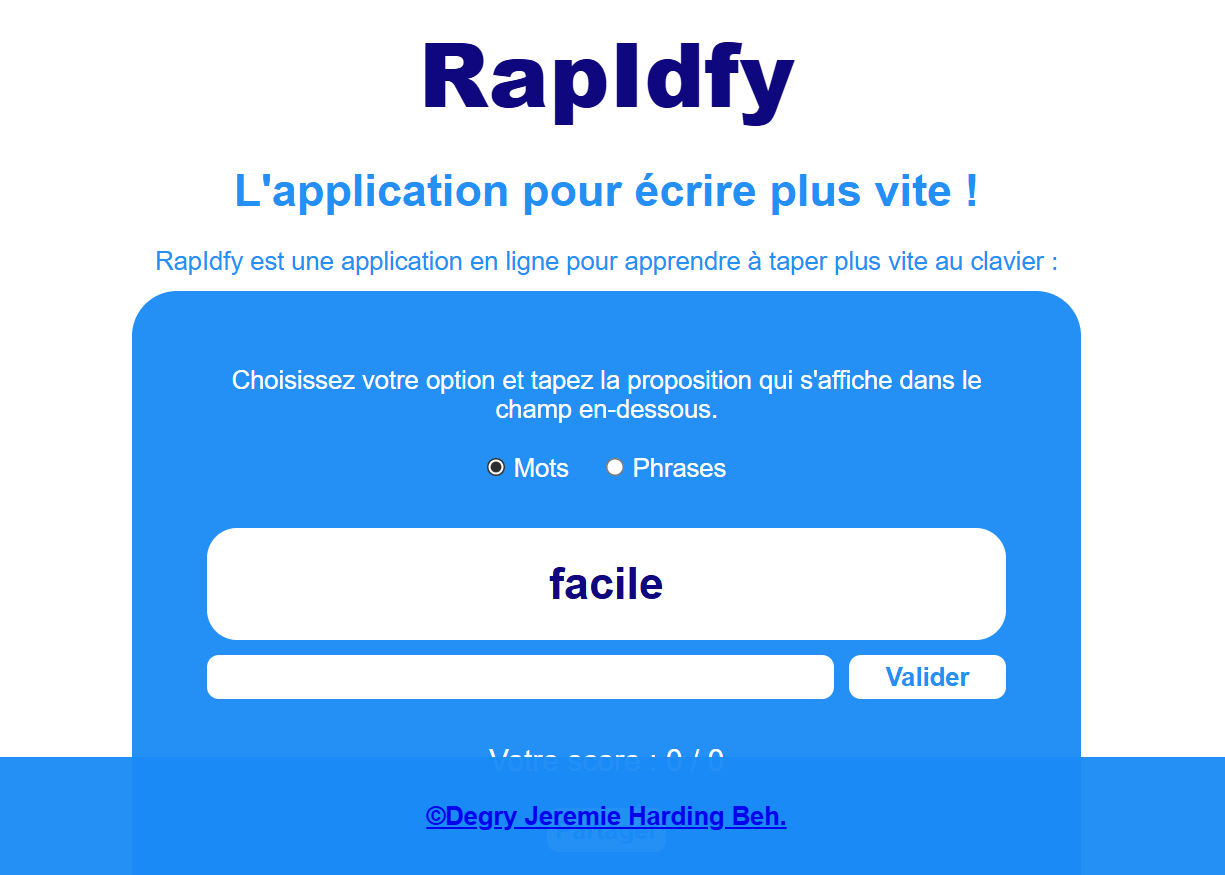 RapIdfy
L'application pour écrire plus vite !
RapIdfy est une application en ligne pour apprendre à taper plus vite au clavier :
Choisissez votre option et tapez la proposition qui s'affiche dans le
champ en-dessous.
Mots Phrases
facile
Valider
Votre score : 0 / 0
©Degry Jeremie Harding Beh.
Partager